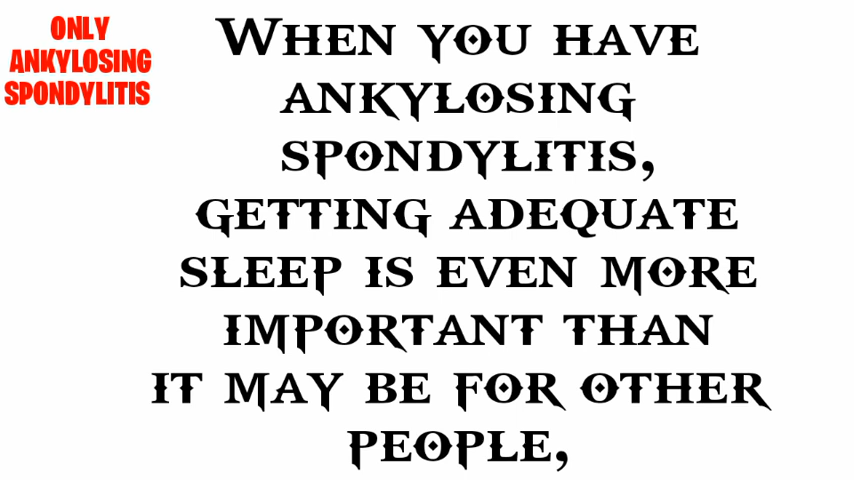 ONLY
ANKYLOSING
SPONDYLITIS
When you have
ankylosing
spondylitis,
getting adequate
sleep is even more
important than
it may be for other
people,